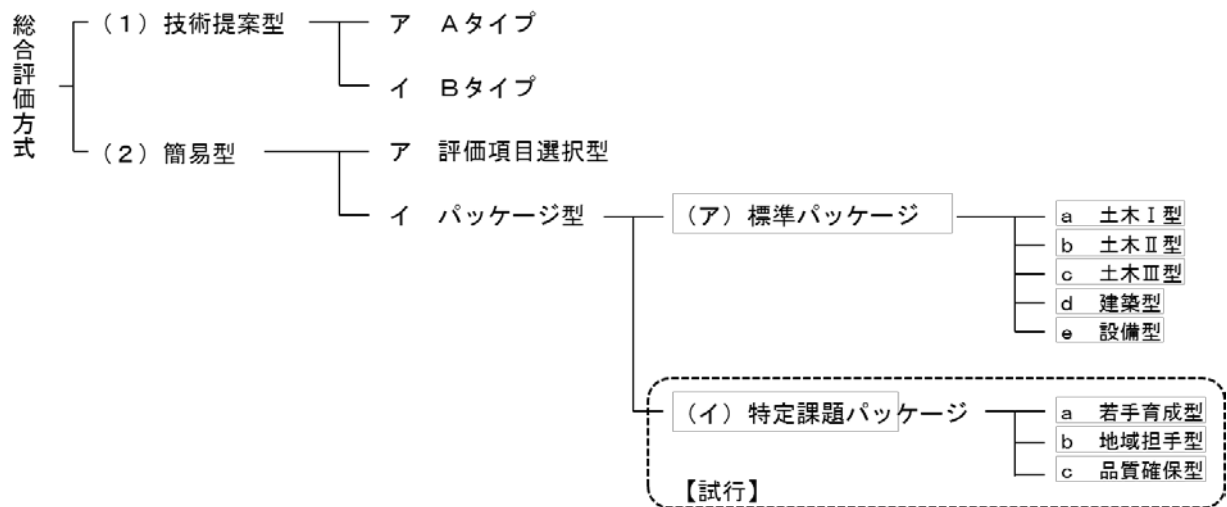 総合評価方式
(1) 技術提案型
ア Aタイプ
イ Bタイプ
(2) 簡易型
ア 評価項目選択型
イ パッケージ型
(ア) 標準パッケージ
a 土木Ⅰ型
b 土木Ⅱ型
c 土木Ⅲ型
d 建築型
e 設備型
(イ) 特定課題パッケージ
a 若手育成型
b 地域担手型
c 品質確保型
【試行】